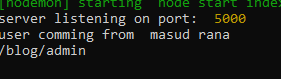 [nodemon] starting `node start index
server listening on port:  5000
user comming from  masud rana
/blog/admin